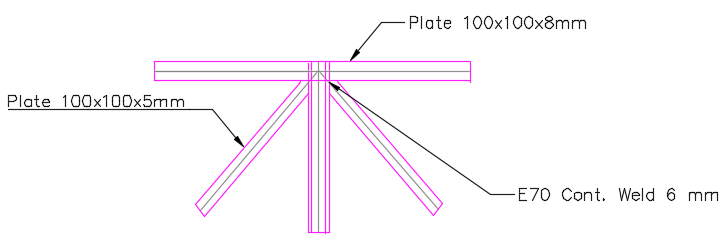 Plate 100x100x8mm
Plate 100x100x5mm
E70 Cont. Weld 6 mm